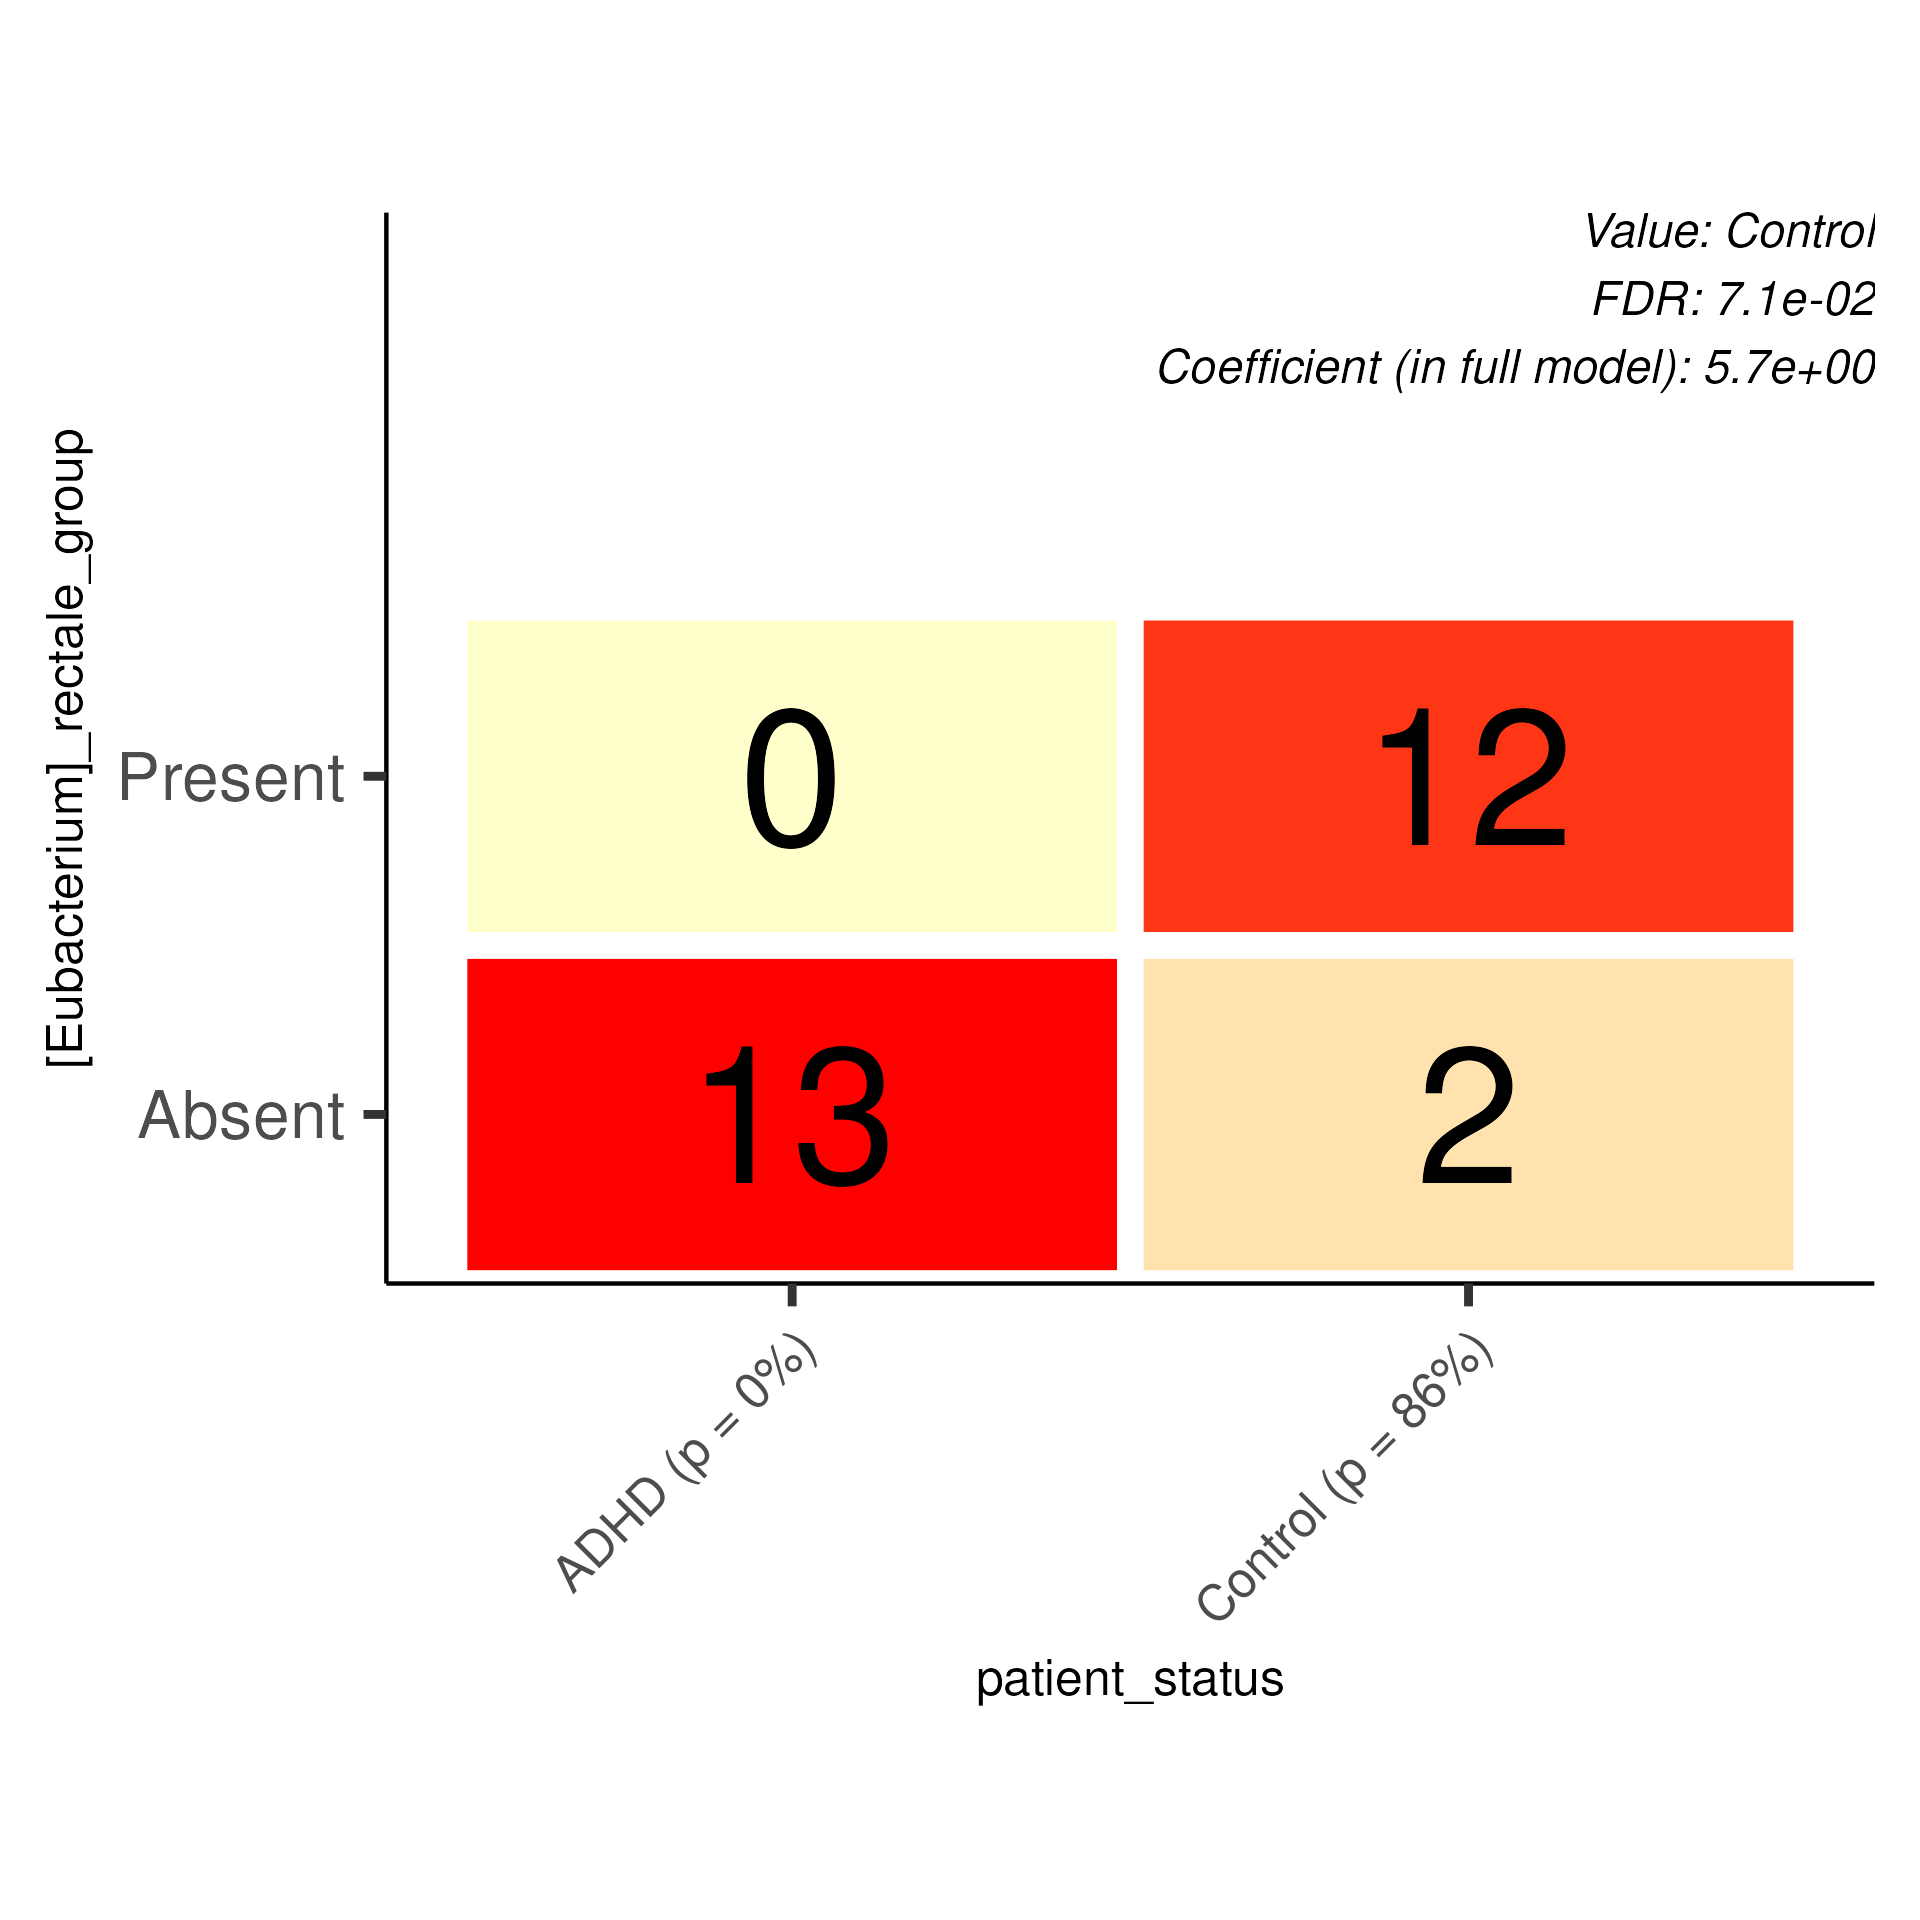 Value: Control
FDR: 7.1e-02
Coefficient (in full model): 5.7e+00
[Eubacterium]_rectale_group
Present
0
12
Absent
13
2
ADHD (p = 0%)
Control (p = 86%)
patient_status